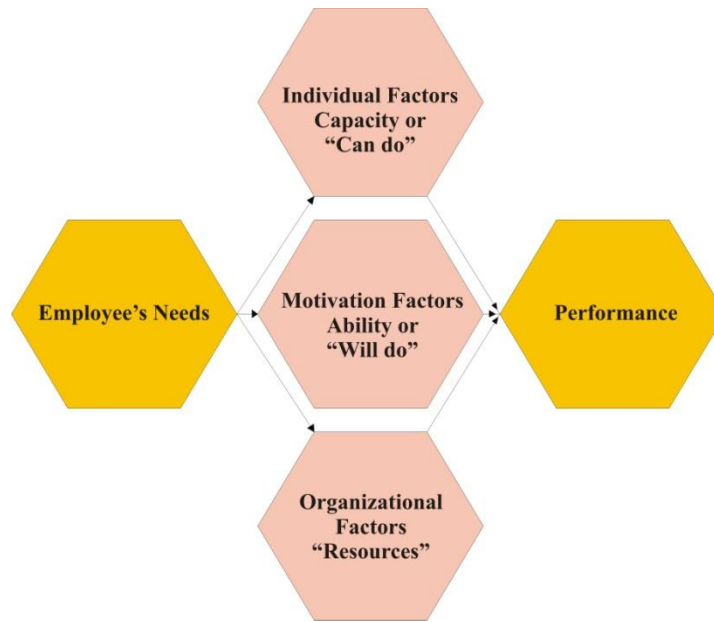 Individual Factors
Capacity or
“Can do”
Employee’s Needs
Motivation Factors
Ability or
“Will do”
Performance
Organizational
Factors
“Resources”